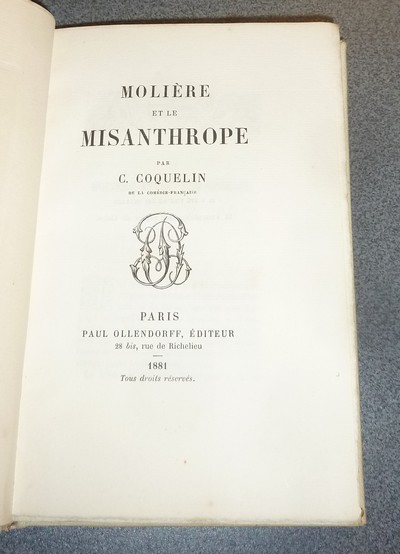 MOLIÈRE
ET LE
MISANTHROPE
PAR
C. COQUELIN
DE LA COMÉDIE-FRANÇAISE
PARIS
PAUL OLLENDORFF, ÉDITEUR
28 bis, rue de Richelieu
1881
Tous droits réservés.